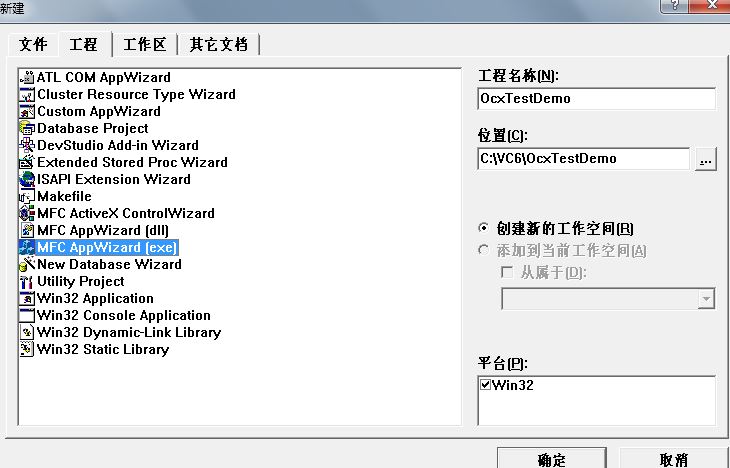 新建
文件 工程 工作区 其它文档
ATL COM AppWizard
Cluster Resource Type Wizard
Custom AppWizard
Database Project
DevStudio Add-in Wizard
Extended Stored Proc Wizard
ISAPI Extension Wizard
Makefile
MFC ActiveX ControlWizard
MFC AppWizard (dll)
MFC AppWizard (exe)
New Database Wizard
Utility Project
Win32 Application
Win32 Console Application
Win32 Dynamic-Link Library
Win32 Static Library
工程名称(N):
OcxTestDemo
位置(C):
C:\VC6\OcxTestDemo
...
创建新的工作空间(R)
添加到当前工作空间(A)
从属于(D):
平台(P):
Win32
确定 取消